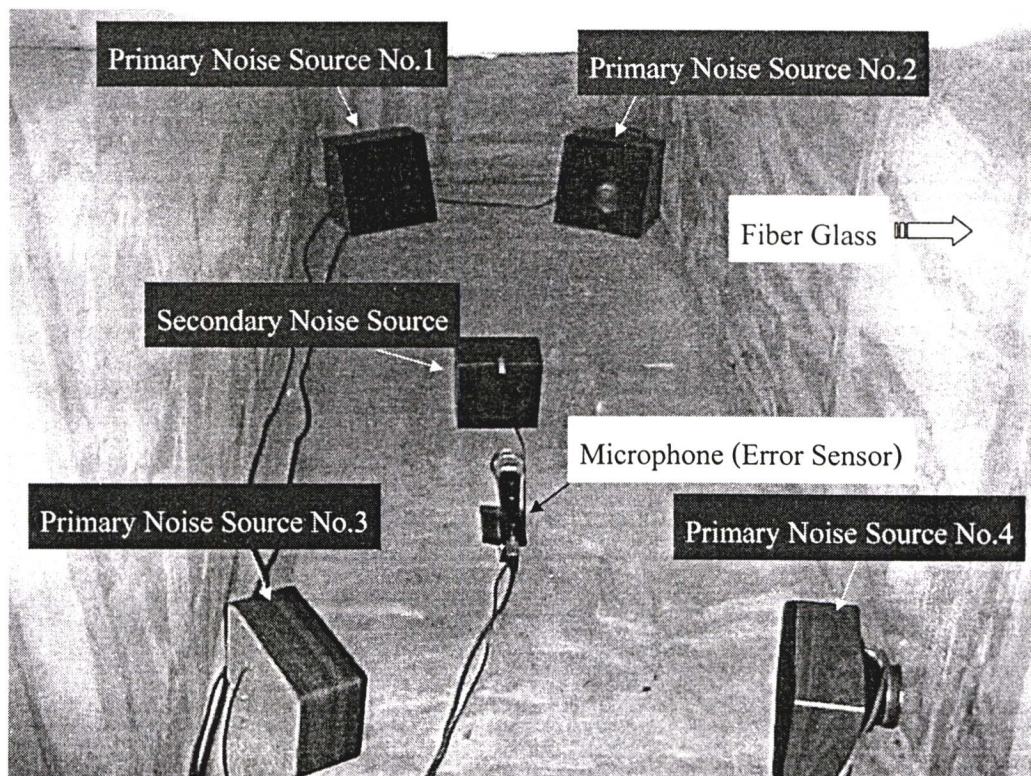 Primary Noise Source No.1
Primary Noise Source No.2
Fiber Glass
Secondary Noise Source
Microphone (Error Sensor)
Primary Noise Source No.3
Primary Noise Source No.4